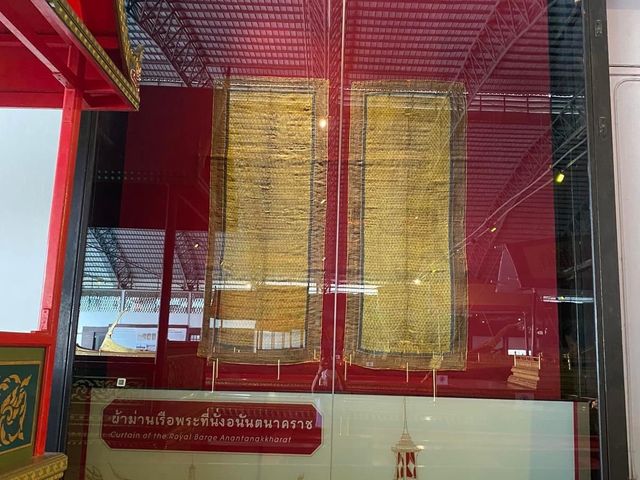 ผ้าม่านเรือพระที่นั่งอนันตนาคราช
Curtain of the Royal Barge Anantanakkharat